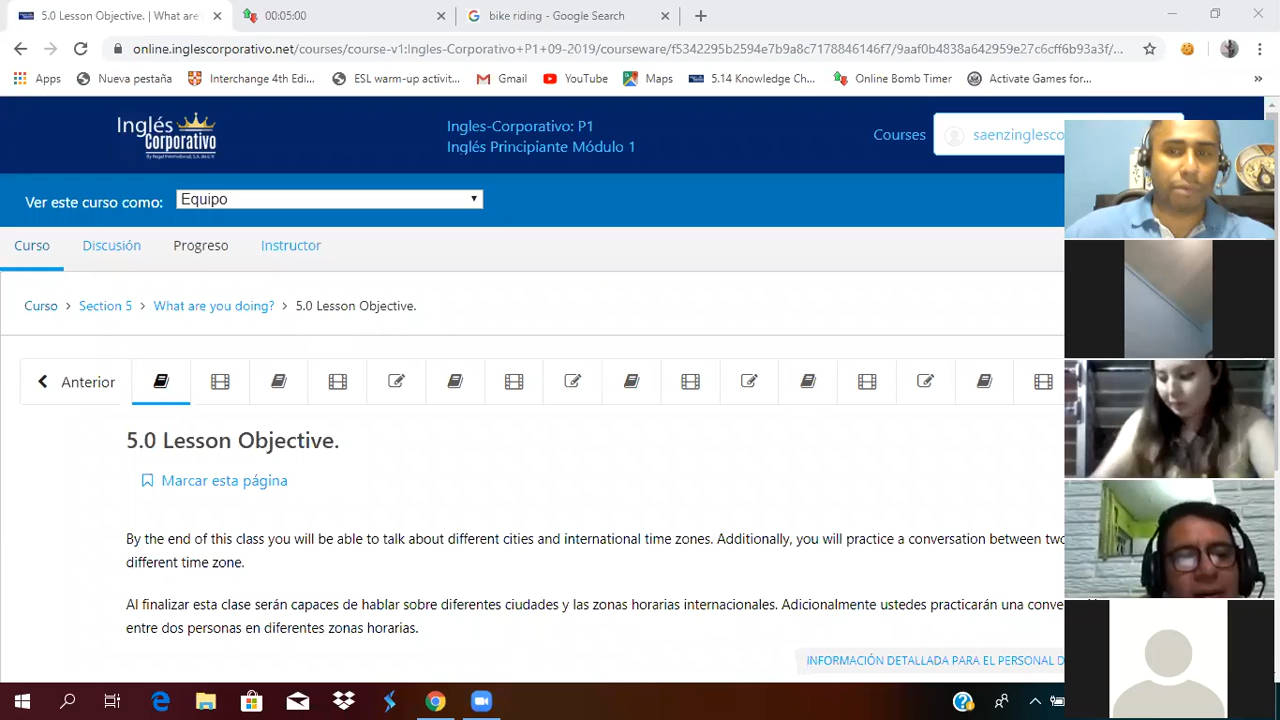 5.0 Lesson Objective. | What are yo
00:05:00
bike riding - Google Search
online.inglescorporativo.net/courses/course-v1:Ingles-Corporativo+P1+09-2019/courseware/f5342295b2594e7b9a8c7178846146f7/9aaf0b4838a642959e27c6cff6b93a3f/...
Apps Nueva pestaña Interchange 4th Edi... ESL warm-up activit... Gmail YouTube Maps 5.14 Knowledge Ch... Online Bomb Timer Activate Games for... »
Inglés
Corporativo
Ingles-Corporativo: P1
Inglés Principiante Módulo 1
Courses saenzinglesco
Ver este curso como: Equipo
Curso Discusión Progreso Instructor
Curso > Section 5 > What are you doing? > 5.0 Lesson Objective.
Anterior
5.0 Lesson Objective.
Marcar esta página
By the end of this class you will be able to talk about different cities and international time zones. Additionally, you will practice a conversation between two
different time zone.
Al finalizar esta clase serán capaces de hablar sobre diferentes ciudades y las zonas horarias internacionales. Adicionalmente ustedes practicarán una conve
entre dos personas en diferentes zonas horarias.
INFORMACIÓN DETALLADA PARA EL PERSONAL D